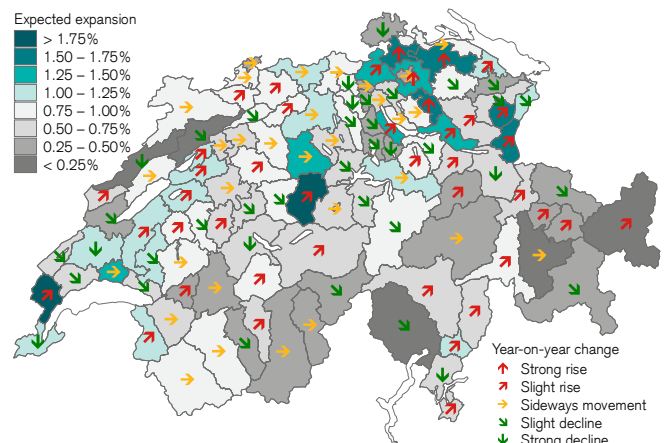 Expected expansion
> 1.75%
1.50 – 1.75%
1.25 – 1.50%
1.00 – 1.25%
0.75 – 1.00%
0.50 – 0.75%
0.25 – 0.50%
< 0.25%
Year-on-year change
Strong rise
Slight rise
Sideways movement
Slight decline
Strong decline